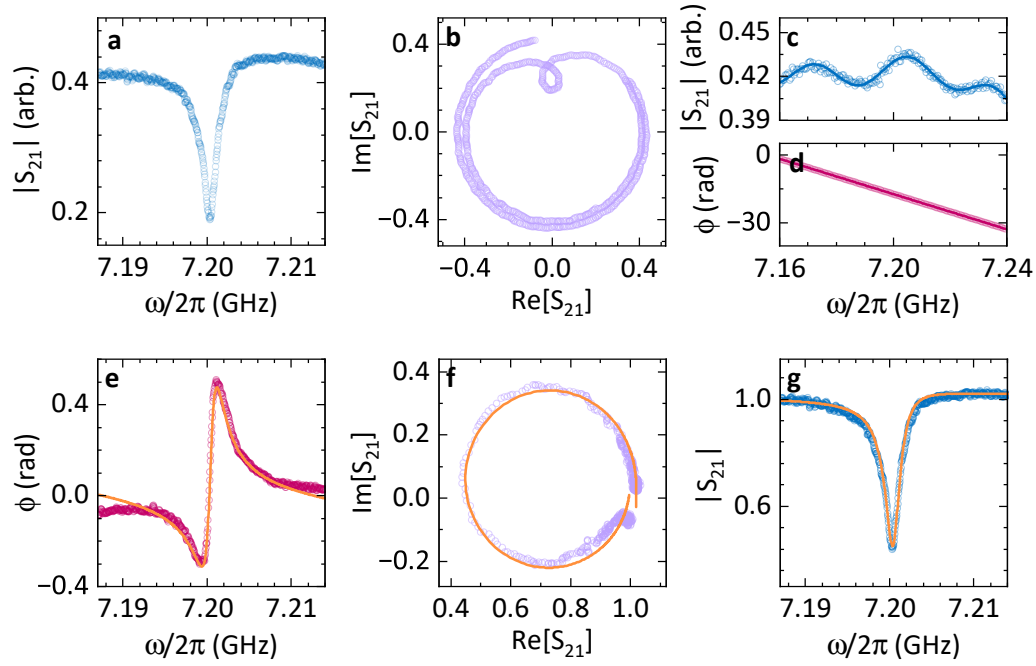 a
|S21| (arb.)
0.4
0.2
7.19 7.20 7.21
ω/2π (GHz)
b
Im[S21]
0.4
0.0
−0.4
−0.4 0.0 0.4
Re[S21]
c
|S21| (arb.)
0.45
0.42
0.39
d
ϕ (rad)
0
−30
7.16 7.20 7.24
ω/2π (GHz)
e
ϕ (rad)
0.4
0.0
−0.4
7.19 7.20 7.21
ω/2π (GHz)
f
Im[S21]
0.4
0.2
0.0
−0.2
0.4 0.6 0.8 1.0
Re[S21]
g
|S21|
1.0
0.6
7.19 7.20 7.21
ω/2π (GHz)